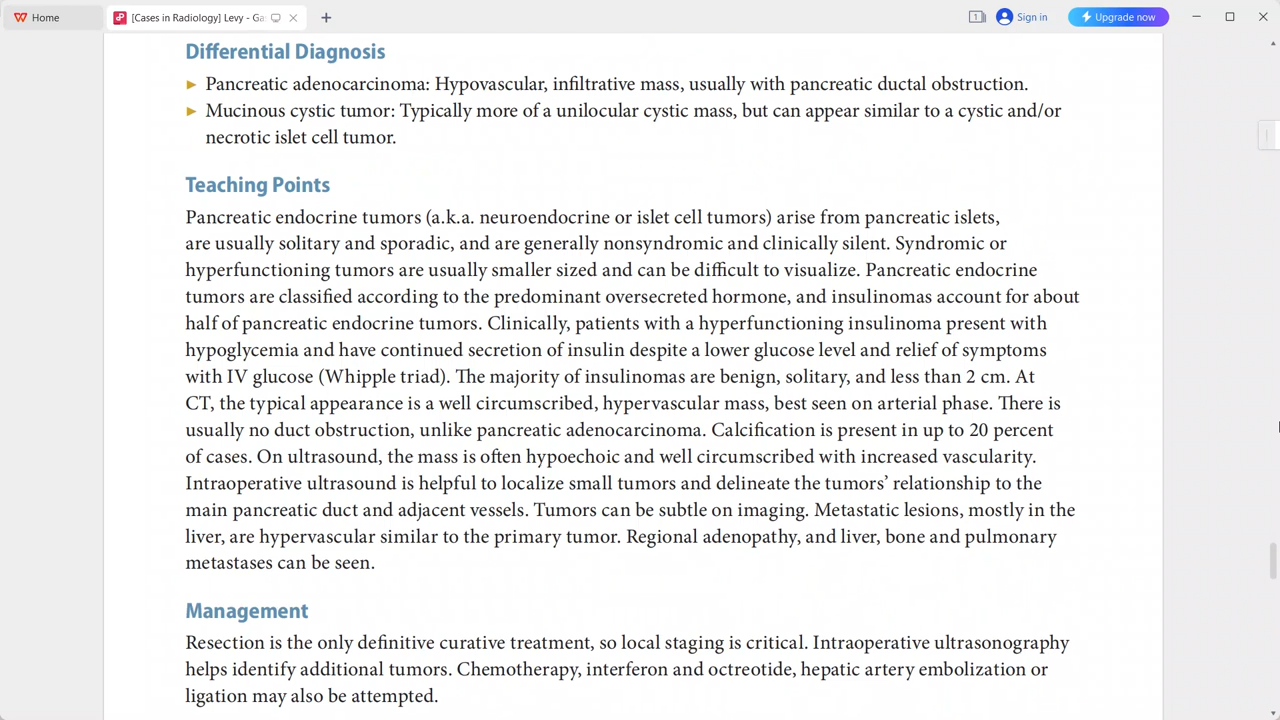 Home
[Cases in Radiology] Levy - Ga
1
Sign in
Upgrade now
Differential Diagnosis
► Pancreatic adenocarcinoma: Hypovascular, infiltrative mass, usually with pancreatic ductal obstruction.
► Mucinous cystic tumor: Typically more of a unilocular cystic mass, but can appear similar to a cystic and/or
necrotic islet cell tumor.
Teaching Points
Pancreatic endocrine tumors (a.k.a. neuroendocrine or islet cell tumors) arise from pancreatic islets,
are usually solitary and sporadic, and are generally nonsyndromic and clinically silent. Syndromic or
hyperfunctioning tumors are usually smaller sized and can be difficult to visualize. Pancreatic endocrine
tumors are classified according to the predominant oversecreted hormone, and insulinomas account for about
half of pancreatic endocrine tumors. Clinically, patients with a hyperfunctioning insulinoma present with
hypoglycemia and have continued secretion of insulin despite a lower glucose level and relief of symptoms
with IV glucose (Whipple triad). The majority of insulinomas are benign, solitary, and less than 2 cm. At
CT, the typical appearance is a well circumscribed, hypervascular mass, best seen on arterial phase. There is
usually no duct obstruction, unlike pancreatic adenocarcinoma. Calcification is present in up to 20 percent
of cases. On ultrasound, the mass is often hypoechoic and well circumscribed with increased vascularity.
Intraoperative ultrasound is helpful to localize small tumors and delineate the tumors’ relationship to the
main pancreatic duct and adjacent vessels. Tumors can be subtle on imaging. Metastatic lesions, mostly in the
liver, are hypervascular similar to the primary tumor. Regional adenopathy, and liver, bone and pulmonary
metastases can be seen.
Management
Resection is the only definitive curative treatment, so local staging is critical. Intraoperative ultrasonography
helps identify additional tumors. Chemotherapy, interferon and octreotide, hepatic artery embolization or
ligation may also be attempted.